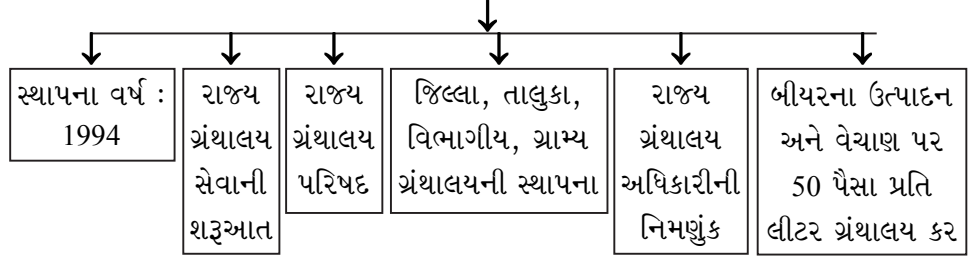 સ્થાપના વર્ષ :
1994
રાજ્ય
ગ્રંથાલય
સેવાની
શરૂઆત
રાજ્ય
ગ્રંથાલય
પરિષદ
જિલ્લા, તાલુકા,
વિભાગીય, ગ્રામ્ય
ગ્રંથાલયની સ્થાપના
રાજ્ય
ગ્રંથાલય
અધિકારીની
નિમણુંક
બીયરના ઉત્પાદન
અને વેચાણ પર
50 પૈસા પ્રતિ
લીટર ગ્રંથાલય કર